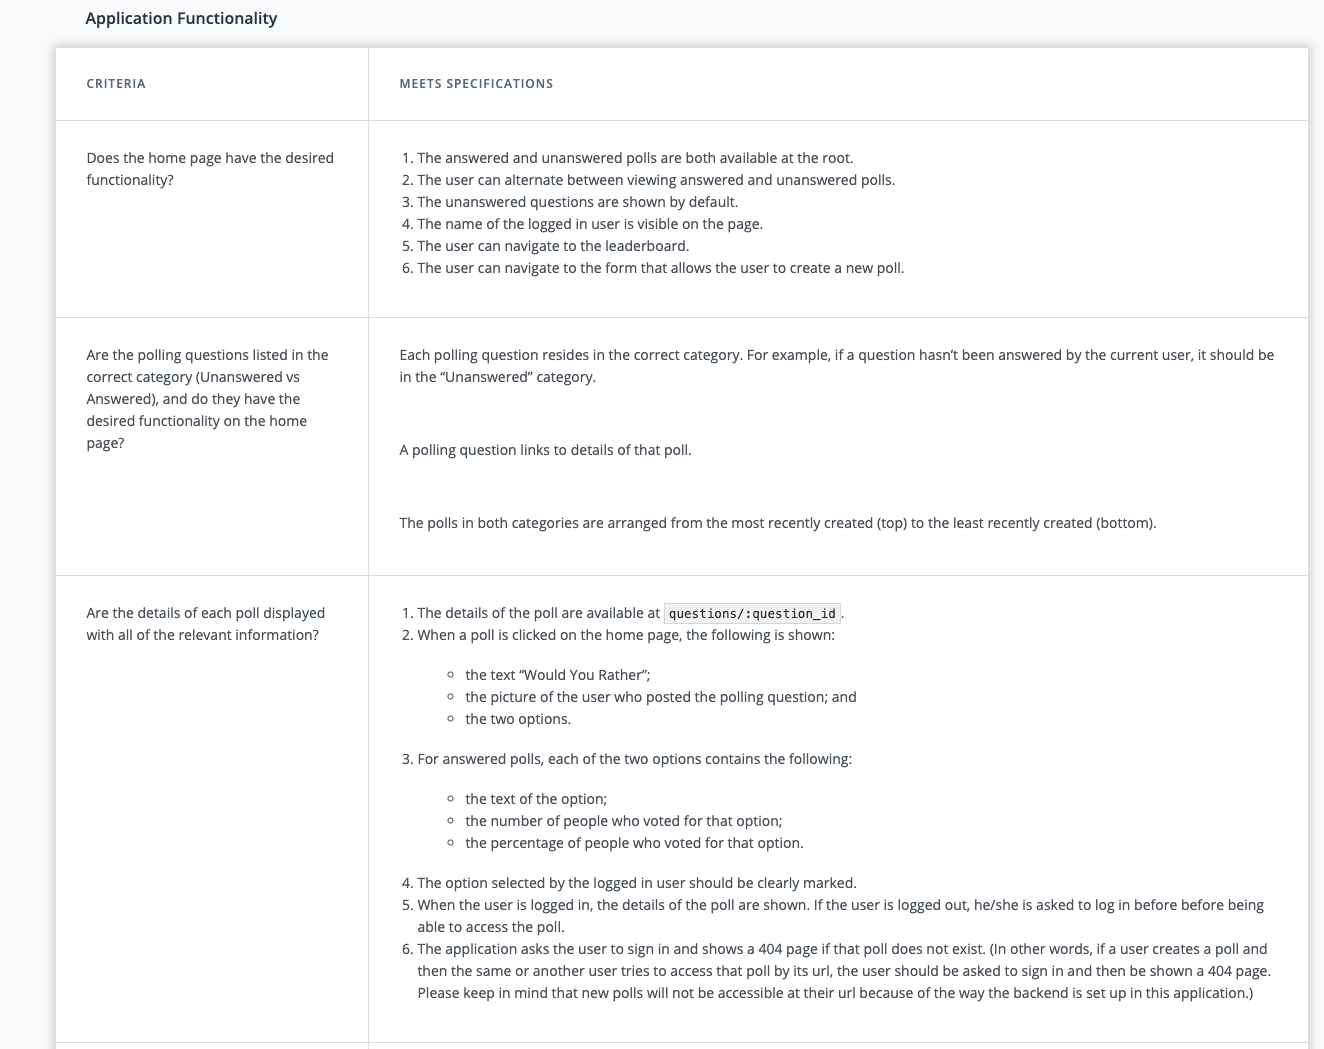 Application Functionality
CRITERIA
MEETS SPECIFICATIONS
Does the home page have the desired
functionality?
1. The answered and unanswered polls are both available at the root.
2. The user can alternate between viewing answered and unanswered polls.
3. The unanswered questions are shown by default.
4. The name of the logged in user is visible on the page.
5. The user can navigate to the leaderboard.
6. The user can navigate to the form that allows the user to create a new poll.
Are the polling questions listed in the
correct category (Unanswered vs
Answered), and do they have the
desired functionality on the home
page?
Each polling question resides in the correct category. For example, if a question hasn’t been answered by the current user, it should be
in the “Unanswered” category.
A polling question links to details of that poll.
The polls in both categories are arranged from the most recently created (top) to the least recently created (bottom).
Are the details of each poll displayed
with all of the relevant information?
1. The details of the poll are available at questions/:question_id.
2. When a poll is clicked on the home page, the following is shown:
◦ the text “Would You Rather”;
◦ the picture of the user who posted the polling question; and
◦ the two options.
3. For answered polls, each of the two options contains the following:
◦ the text of the option;
◦ the number of people who voted for that option;
◦ the percentage of people who voted for that option.
4. The option selected by the logged in user should be clearly marked.
5. When the user is logged in, the details of the poll are shown. If the user is logged out, he/she is asked to log in before before being
able to access the poll.
6. The application asks the user to sign in and shows a 404 page if that poll does not exist. (In other words, if a user creates a poll and
then the same or another user tries to access that poll by its url, the user should be asked to sign in and then be shown a 404 page.
Please keep in mind that new polls will not be accessible at their url because of the way the backend is set up in this application.)